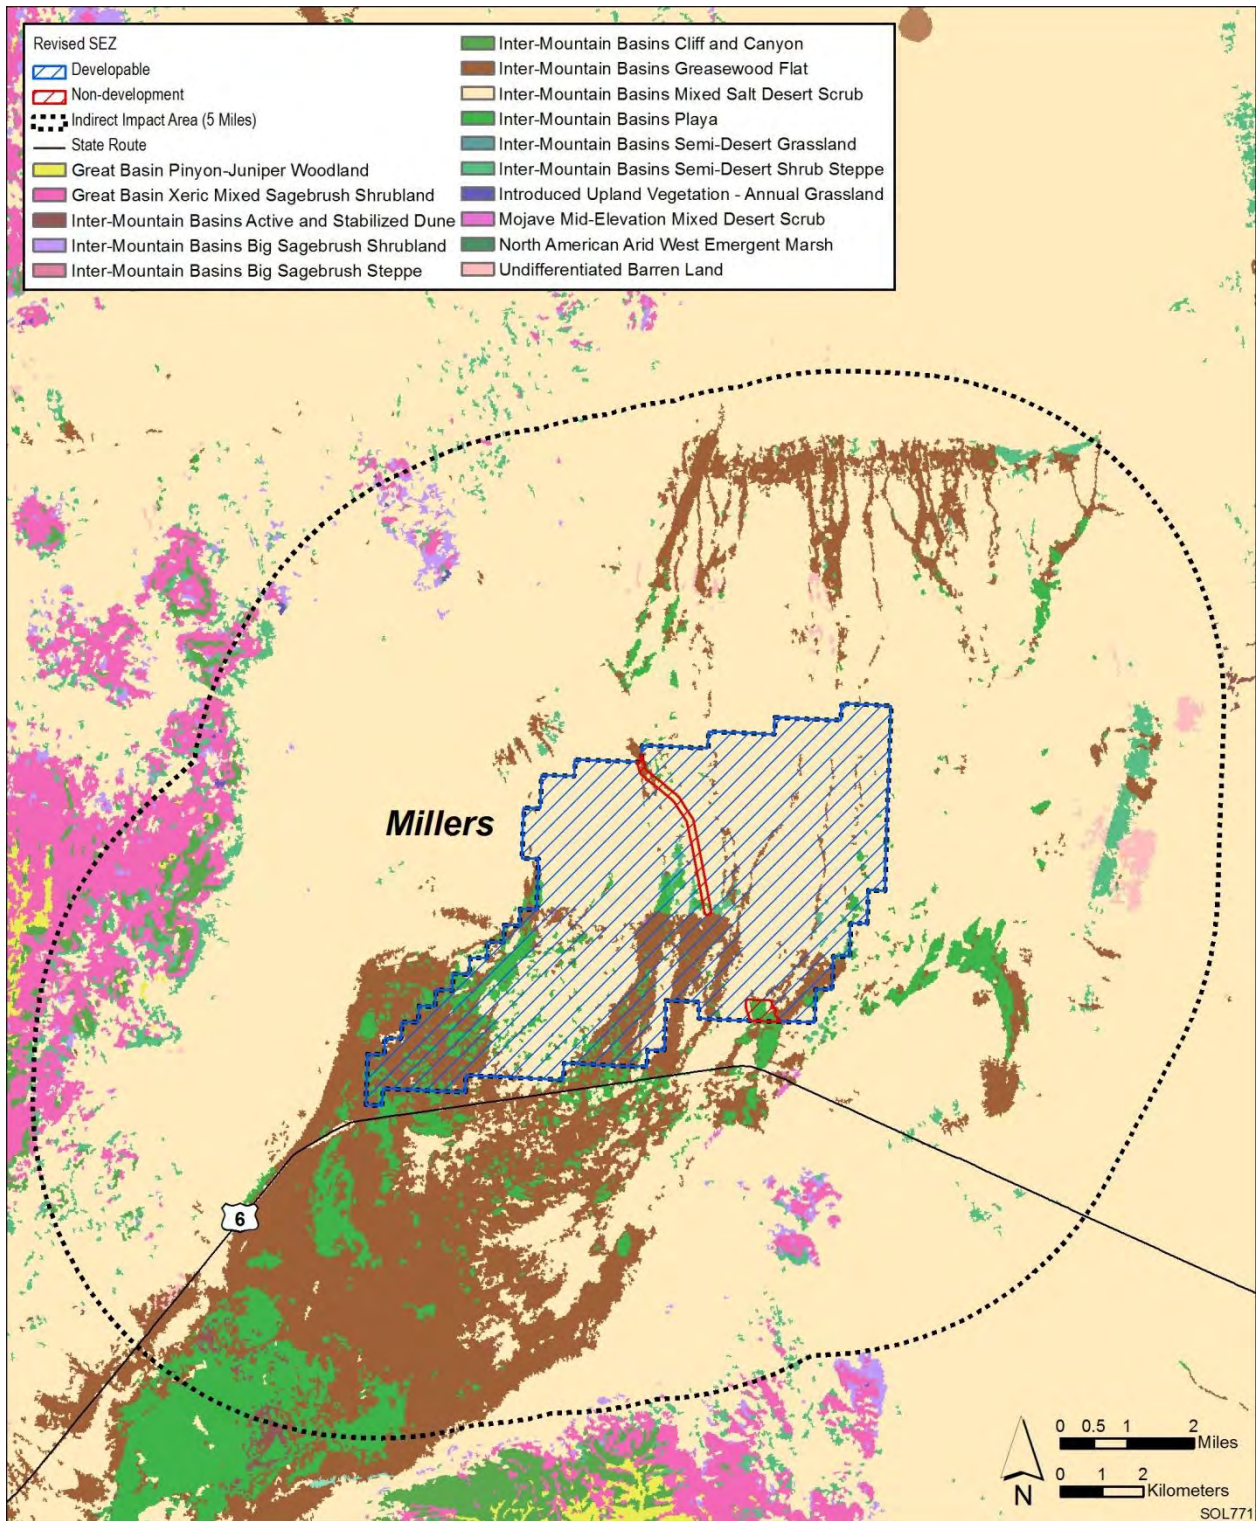 Revised SEZ
Developable
Non-development
Indirect Impact Area (5 Miles)
State Route
Great Basin Pinyon-Juniper Woodland
Great Basin Xeric Mixed Sagebrush Shrubland
Inter-Mountain Basins Active and Stabilized Dune
Inter-Mountain Basins Big Sagebrush Shrubland
Inter-Mountain Basins Big Sagebrush Steppe
Inter-Mountain Basins Cliff and Canyon
Inter-Mountain Basins Greasewood Flat
Inter-Mountain Basins Mixed Salt Desert Scrub
Inter-Mountain Basins Playa
Inter-Mountain Basins Semi-Desert Grassland
Inter-Mountain Basins Semi-Desert Shrub Steppe
Introduced Upland Vegetation - Annual Grassland
Mojave Mid-Elevation Mixed Desert Scrub
North American Arid West Emergent Marsh
Undifferentiated Barren Land
Millers
6
0 0.5 1 2
Miles
0 1 2
Kilometers
N
SOL771